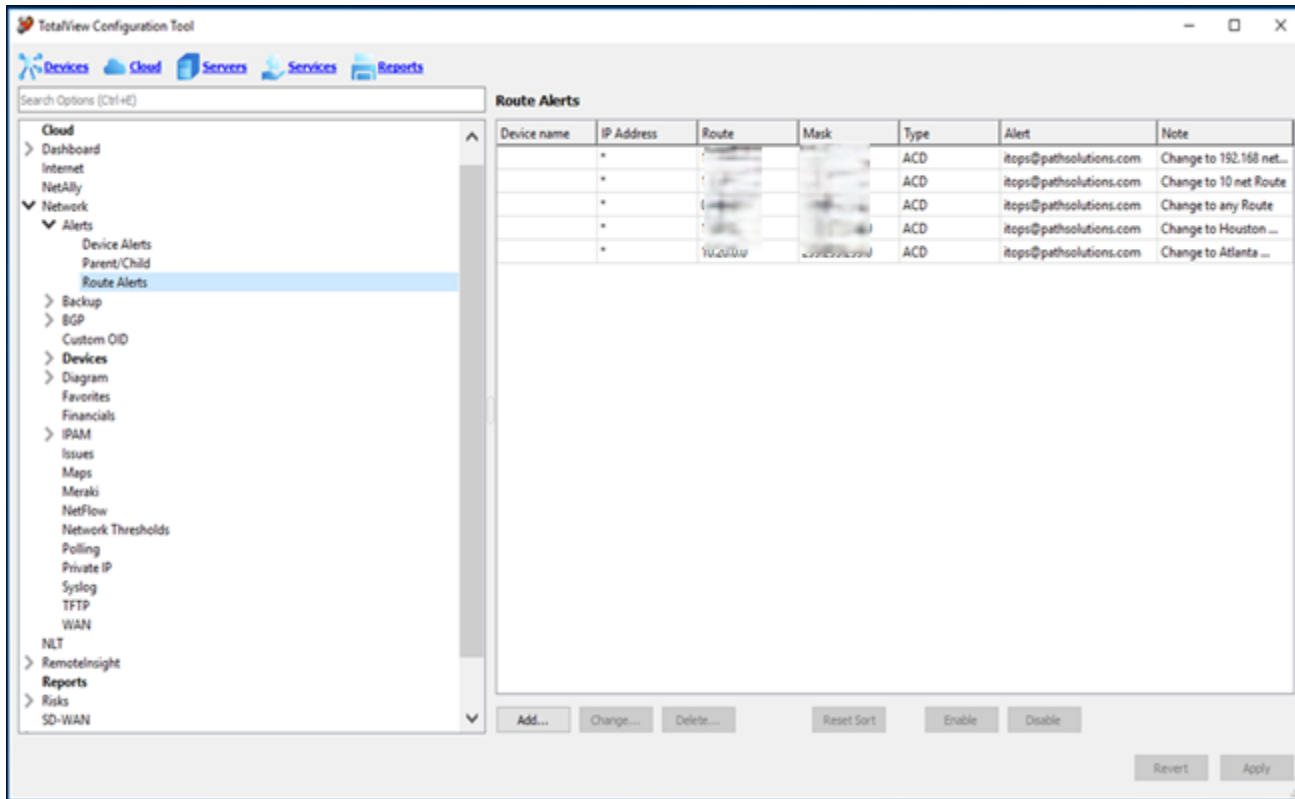 TotalView Configuration Tool
Devices Cloud Servers Services Reports
Search Options (Ctrl+E)
Cloud
Dashboard
Internet
NetAlly
Network
Alerts
Device Alerts
Parent/Child
Route Alerts
Backup
BGP
Custom OID
Devices
Diagram
Favorites
Financials
IPAM
Issues
Maps
Meraki
NetFlow
Network Thresholds
Polling
Private IP
Syslog
TFTP
WAN
NLT
RemoteInsight
Reports
Risks
SD-WAN
Route Alerts
Device name IP Address Route Mask Type Alert Note
* ACD itops@pathsolutions.com Change to 192.168 net...
* ACD itops@pathsolutions.com Change to 10 net Route
* ACD itops@pathsolutions.com Change to any Route
* ACD itops@pathsolutions.com Change to Houston ...
* ACD itops@pathsolutions.com Change to Atlanta ...
Add... Change... Delete... Reset Sort Enable Disable
Revert Apply